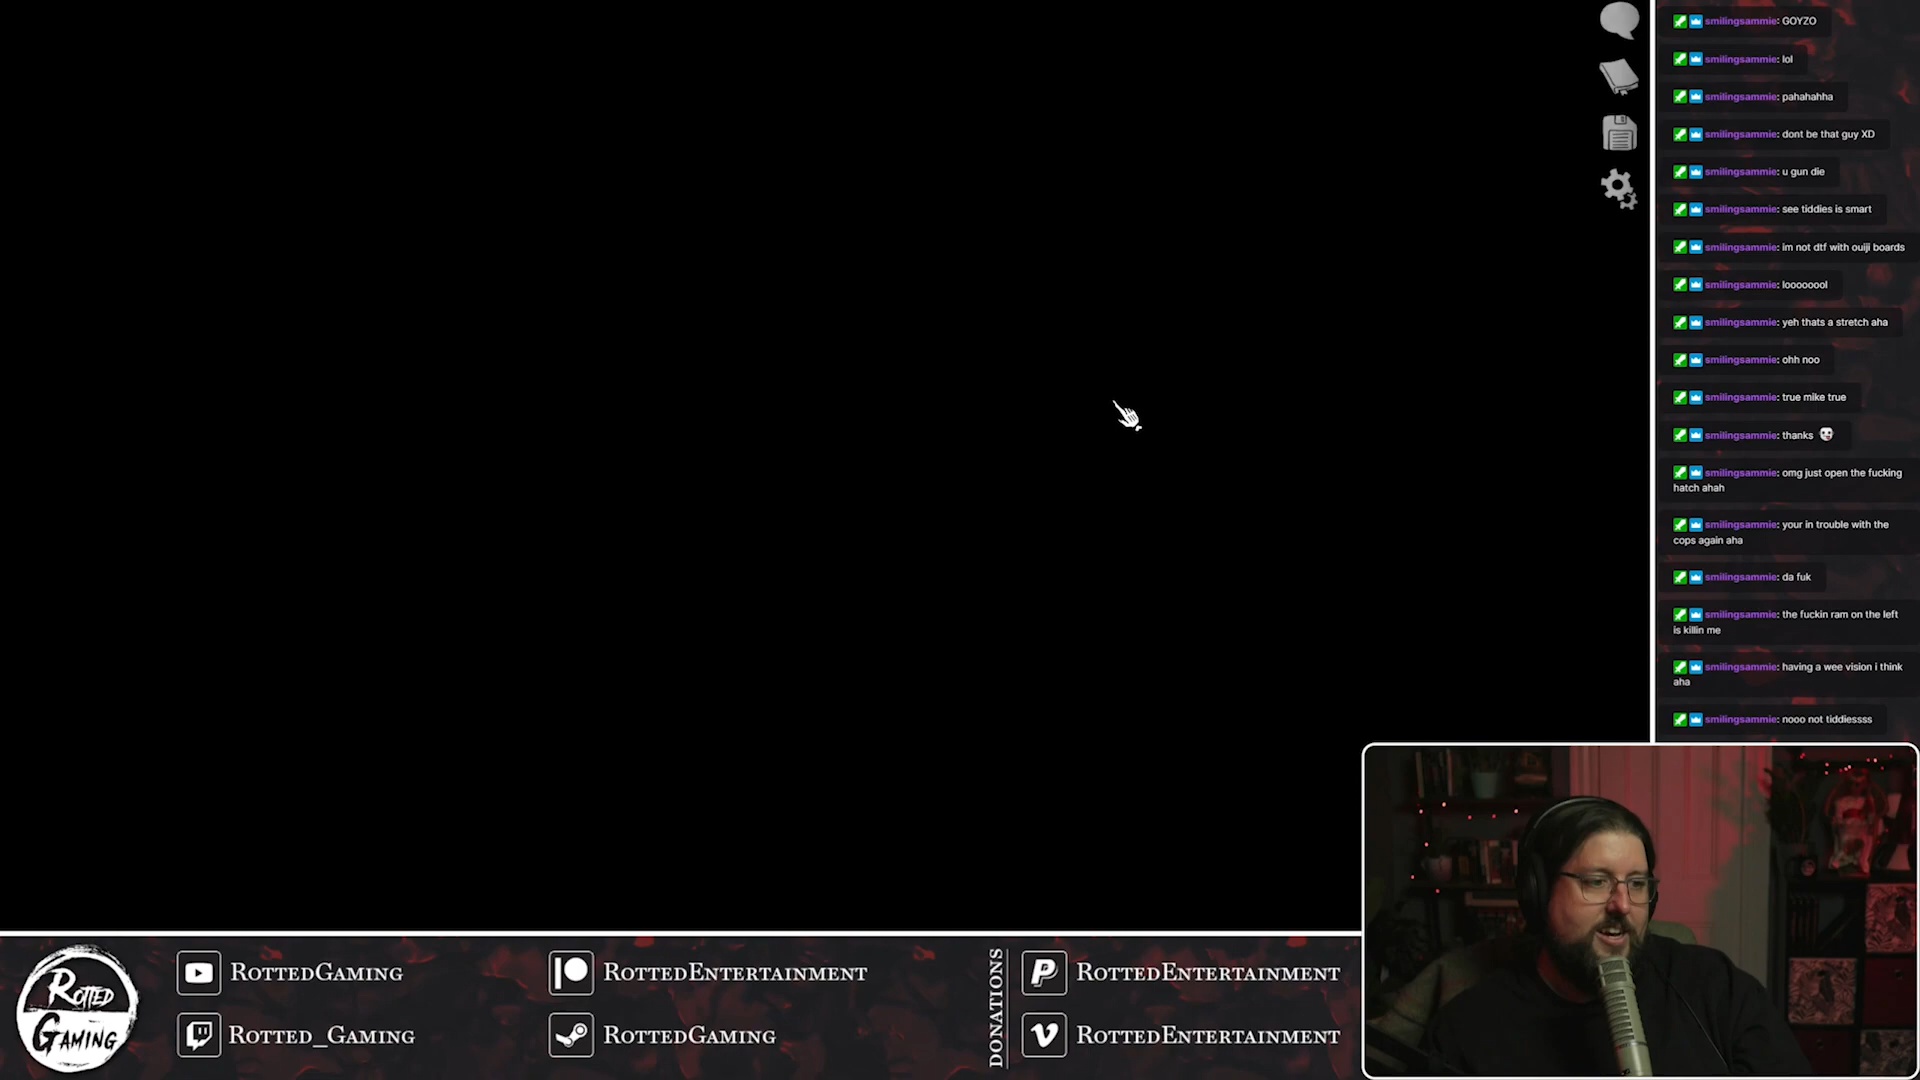 smilingsammie: GOYZO
smilingsammie: lol
smilingsammie: pahahahha
smilingsammie: dont be that guy XD
smilingsammie: u gun die
smilingsammie: see tiddies is smart
smilingsammie: im not dtf with ouiji boards
smilingsammie: looooool
smilingsammie: yeh thats a stretch aha
smilingsammie: ohh noo
smilingsammie: true mike true
smilingsammie: thanks
smilingsammie: omg just open the fucking
hatch ahah
smilingsammie: your in trouble with the
cops again aha
smilingsammie: da fuk
smilingsammie: the fuckin ram on the left
is killin me
smilingsammie: having a wee vision i think
aha
smilingsammie: nooo not tiddiessss
Rotted
Gaming
RottedGaming
Rotted_Gaming
RottedEntertainment
RottedGaming
DONATIONS
RottedEntertainment
RottedEntertainment